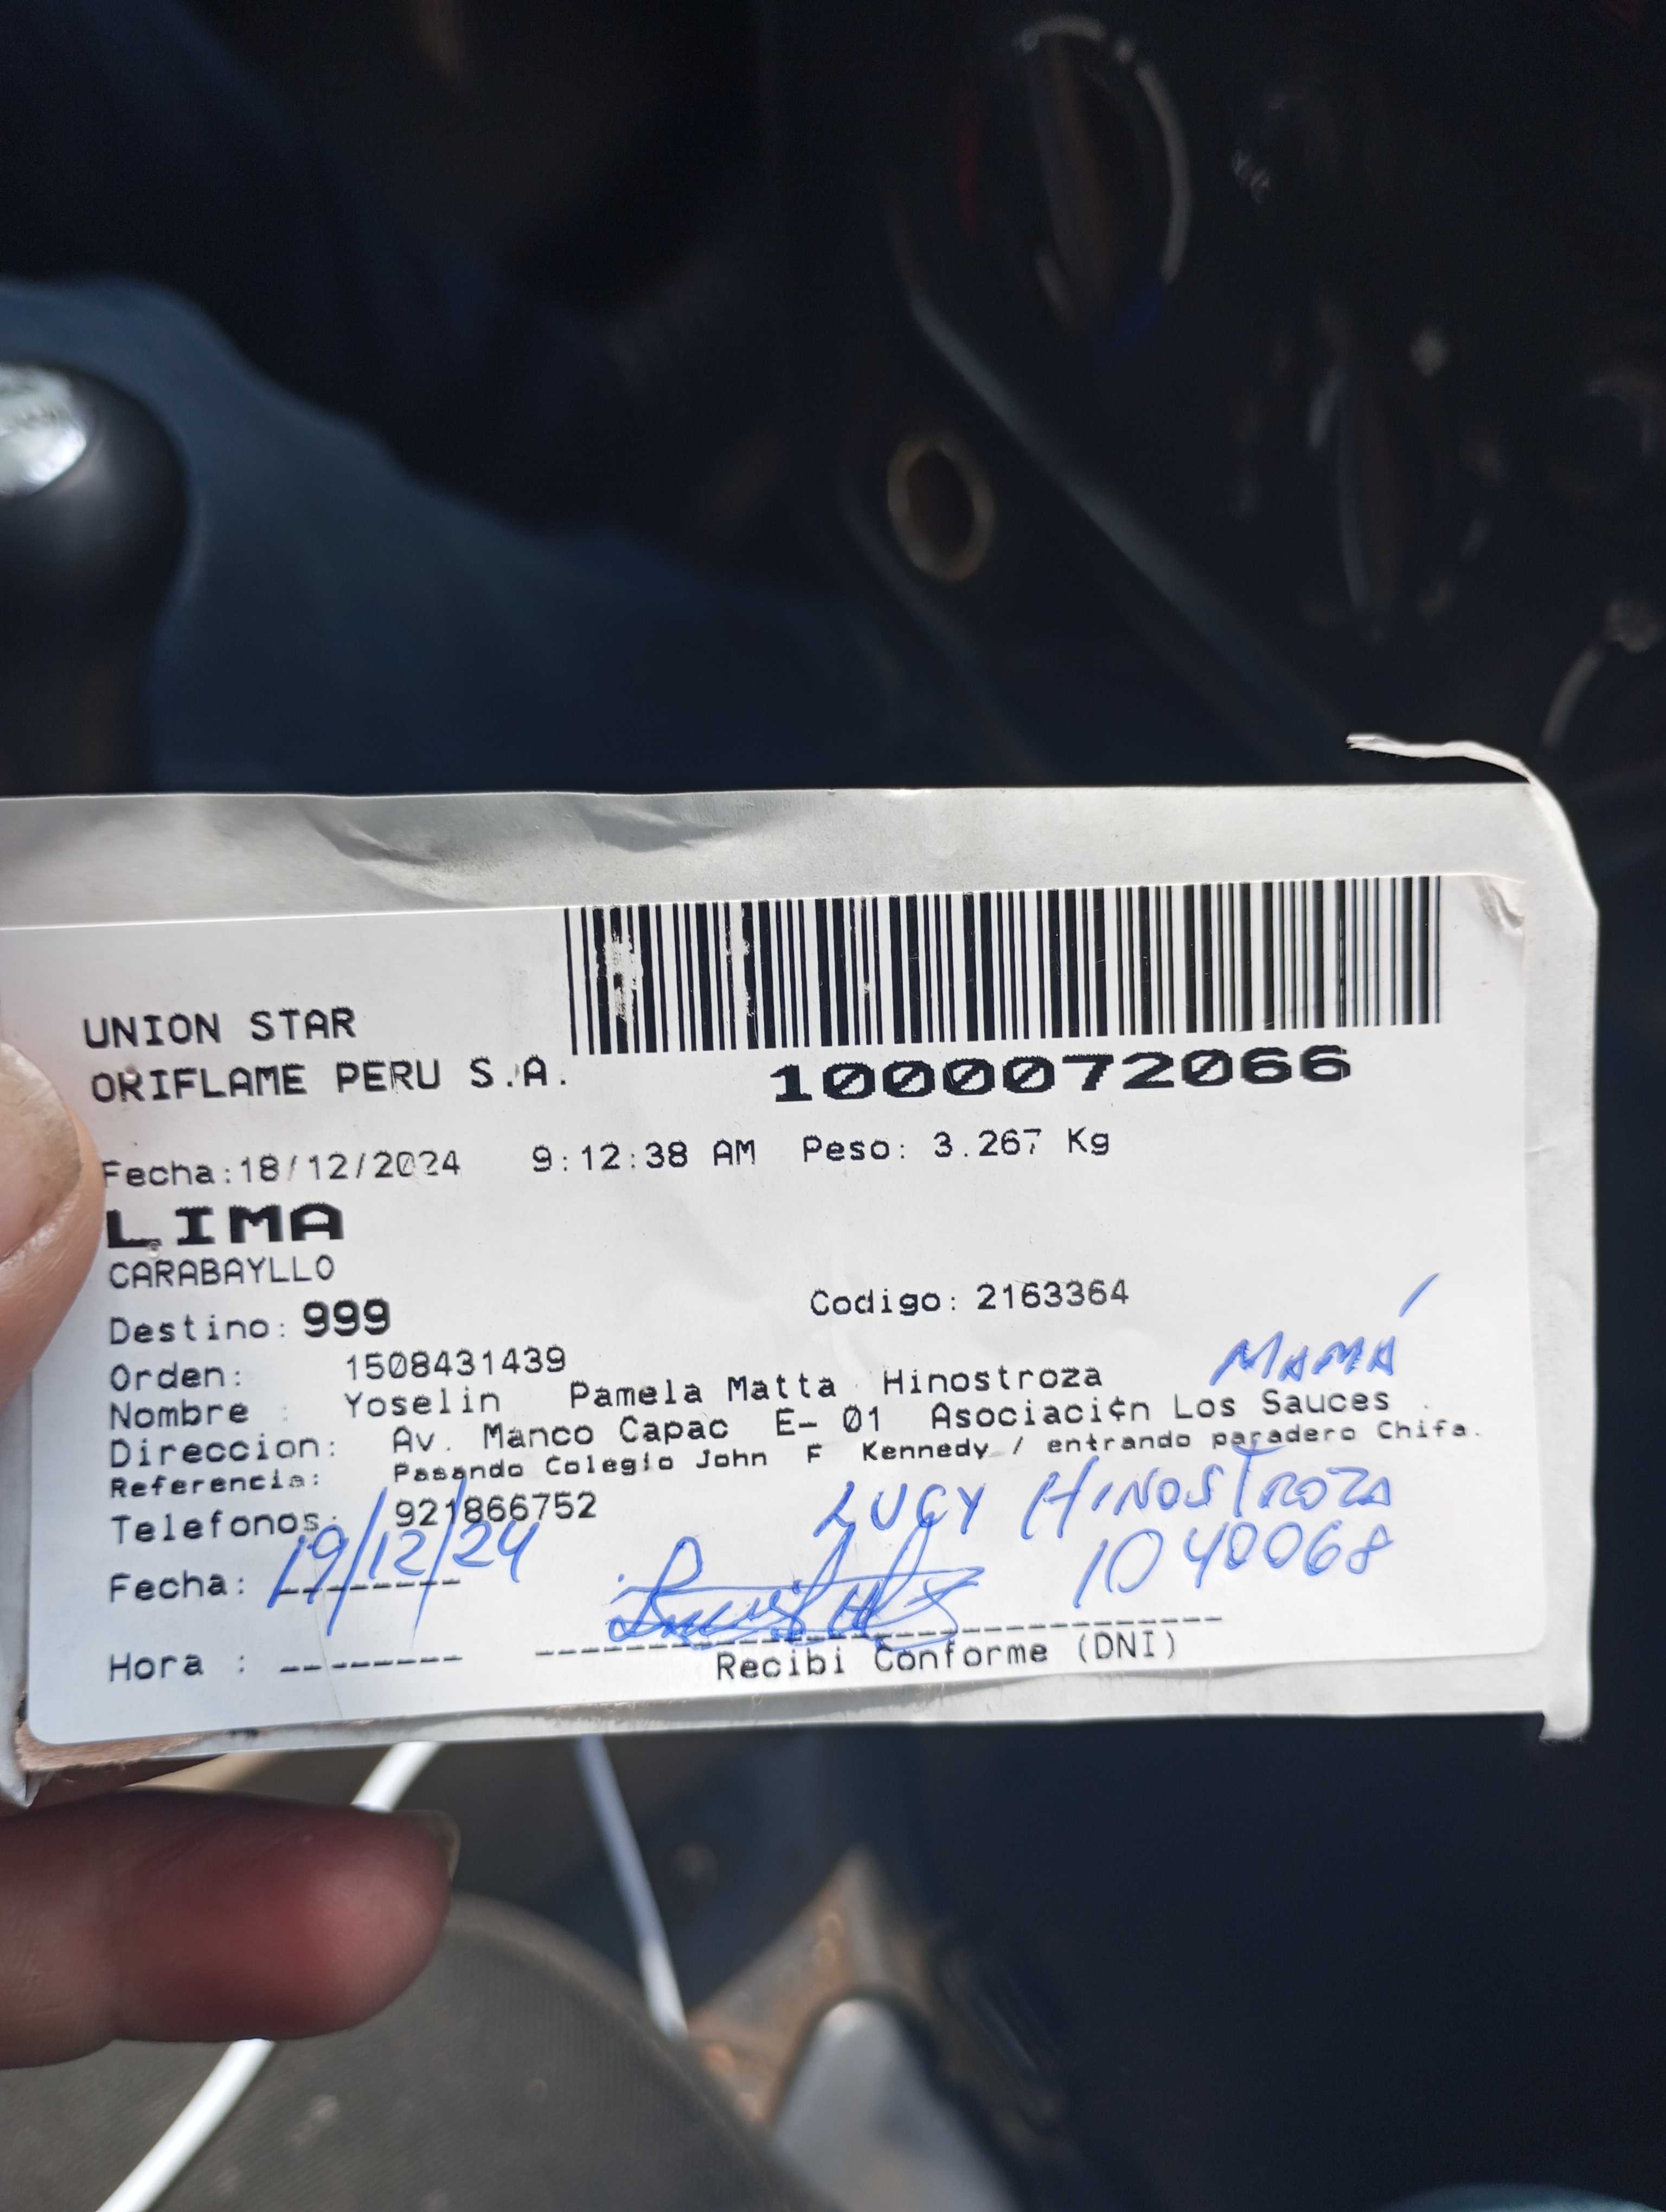 UNION STAR
ORIFLAME PERU S.A.
1000072066
Fecha:18/12/2024 9:12:38 AM Peso: 3.267 Kg
LIMA
CARABAYLLO
Destino: 999 Codigo: 2163364
Orden: 1508431439
MAMÁ
Nombre : Yoselin Pamela Matta Hinostroza
Direccion: Av. Manco Capac E- 01 Asociaci¢n Los Sauces
Referencia: Pasando Colegio John F Kennedy / entrando paradero Chifa.
Telefonos: 921866752
LUCY HINOSTROZA
Fecha: 19/12/24
10480068
Hora : --------
Recibi Conforme (DNI)